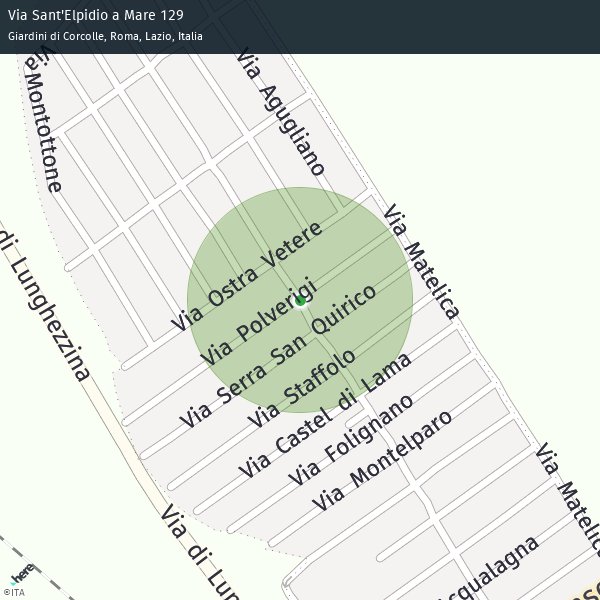 Via Sant'Elpidio a Mare 129
Giardini di Corcolle, Roma, Lazio, Italia
Via
Montottone
Via Agugliano
Via Matelica
di Lunghezzina
Via Ostra Vetere
Via Polverigi
Via Serra San Quirico
Via Staffolo
Via Castel di Lama
Via Folignano
Via Montelparo
Via Matelica
Via di Lun
cqualagna
here
©ITA